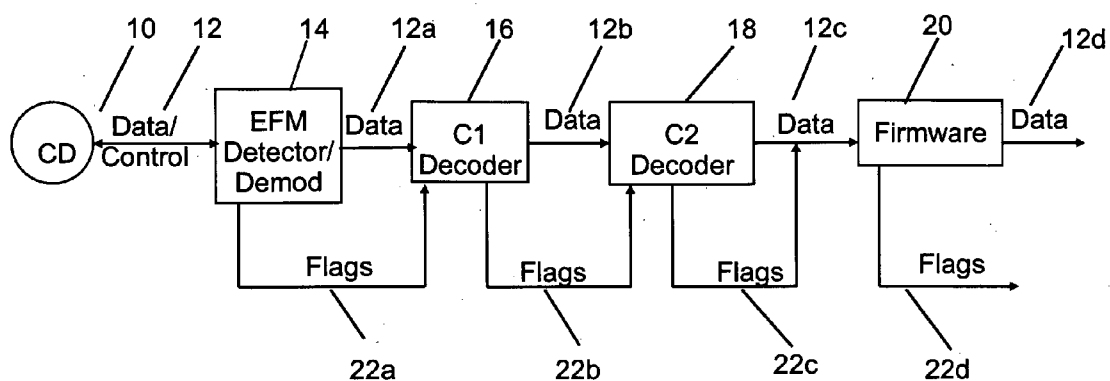 10
12
14
12a
16
12b
18
12c
20
12d
CD
Data/
Control
EFM
Detector/
Demod
Data
C1
Decoder
Data
C2
Decoder
Data
Firmware
Data
Flags
Flags
Flags
Flags
22a
22b
22c
22d